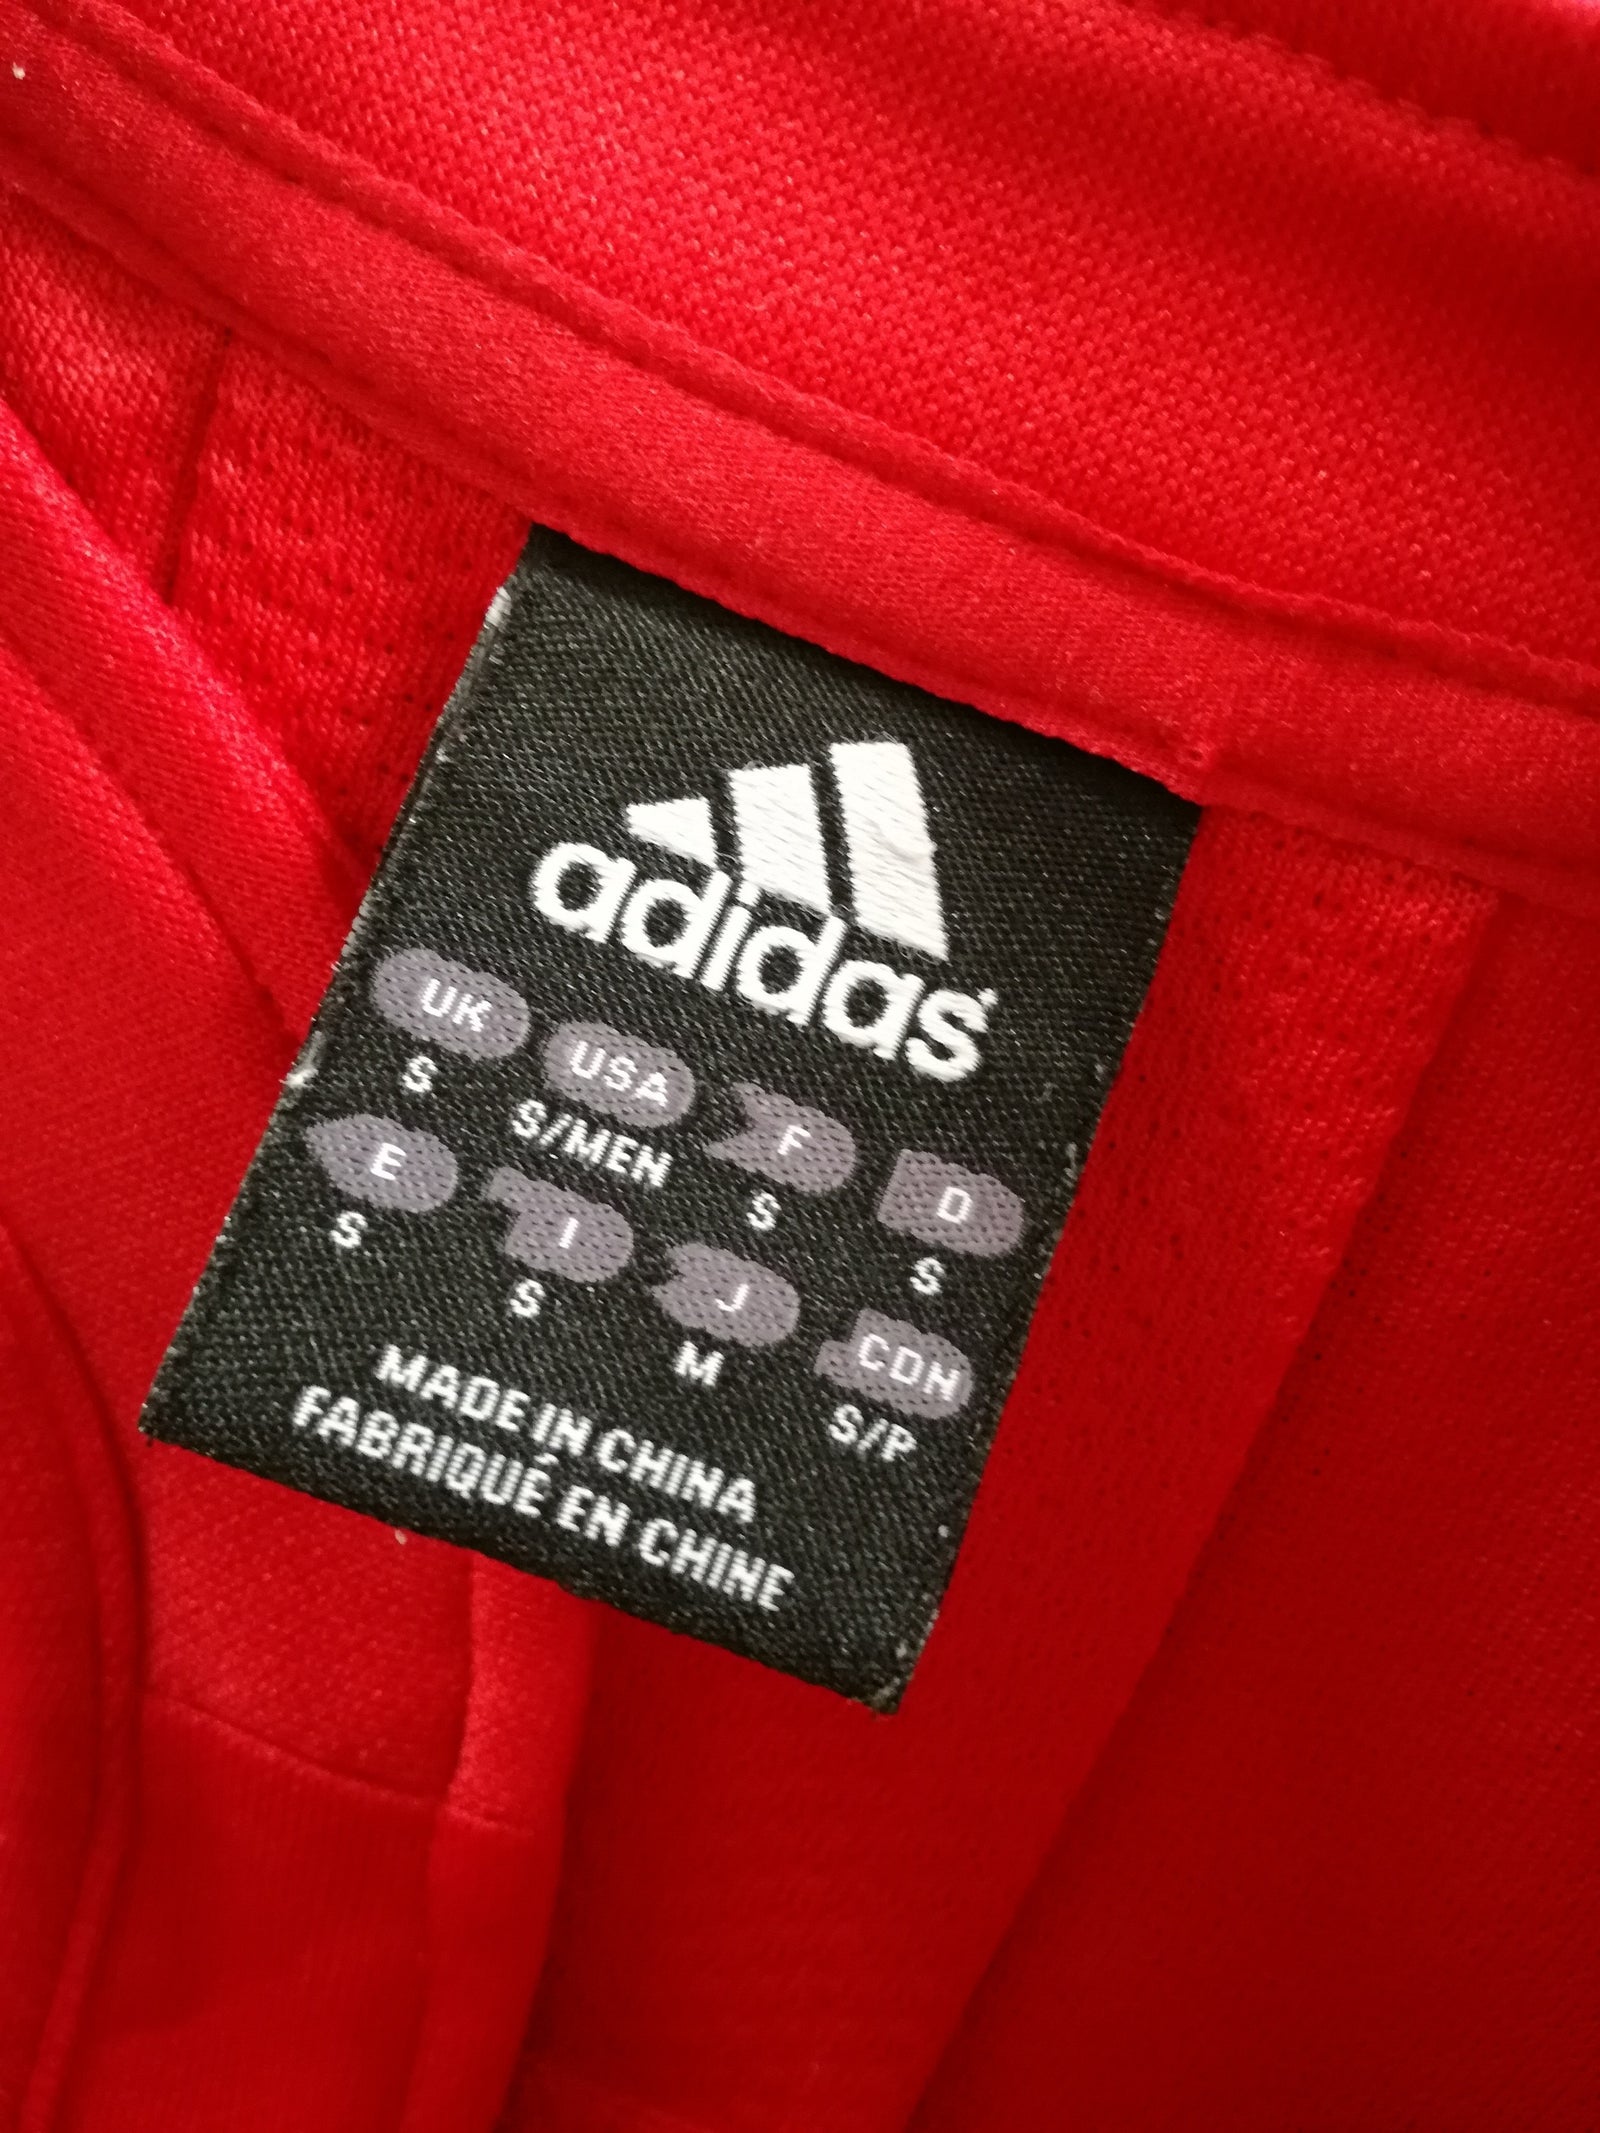 adidas
UK USA F D
S S/MEN S S
E I J CDN
S S M S/P
MADE IN CHINA
FABRIQUÉ EN CHINE